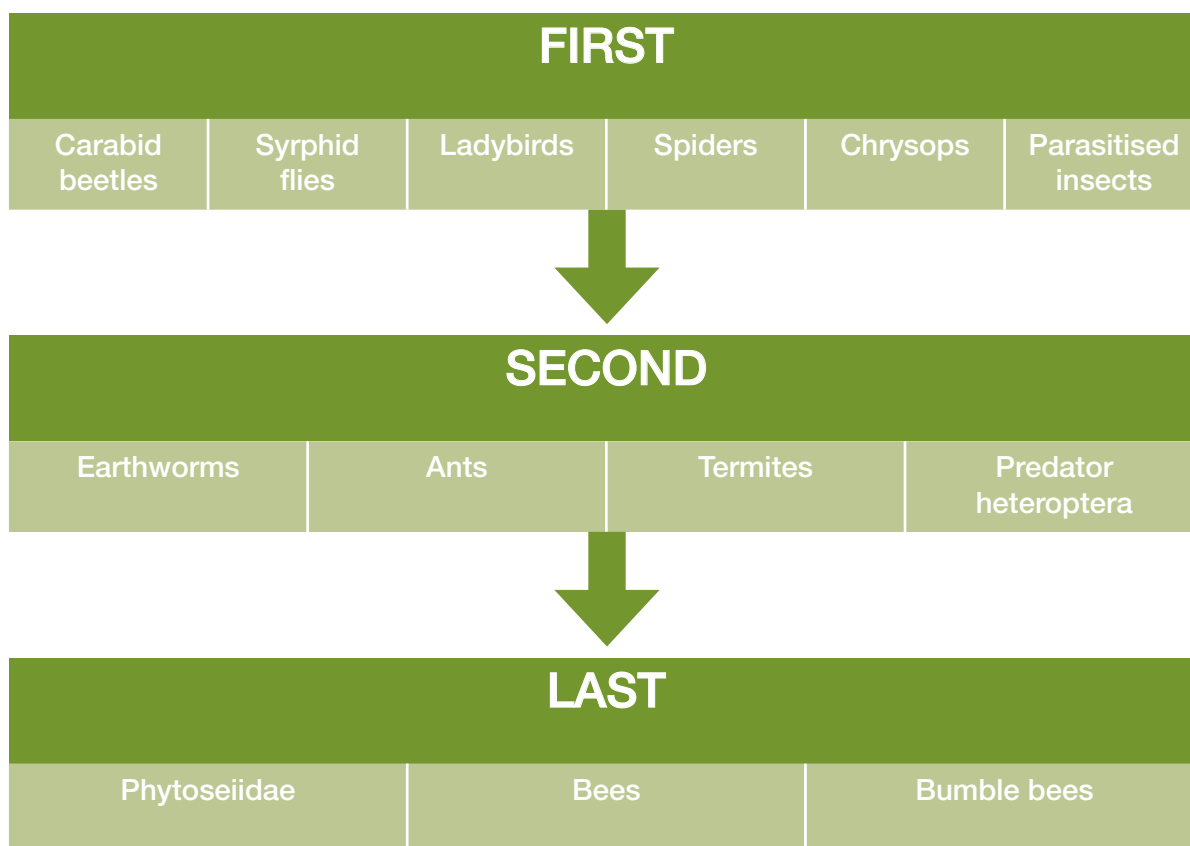 FIRST
Carabid
beetles
Syrphid
flies
Ladybirds
Spiders
Chrysops
Parasitised
insects
SECOND
Earthworms
Ants
Termites
Predator
heteroptera
LAST
Phytoseiidae
Bees
Bumble bees